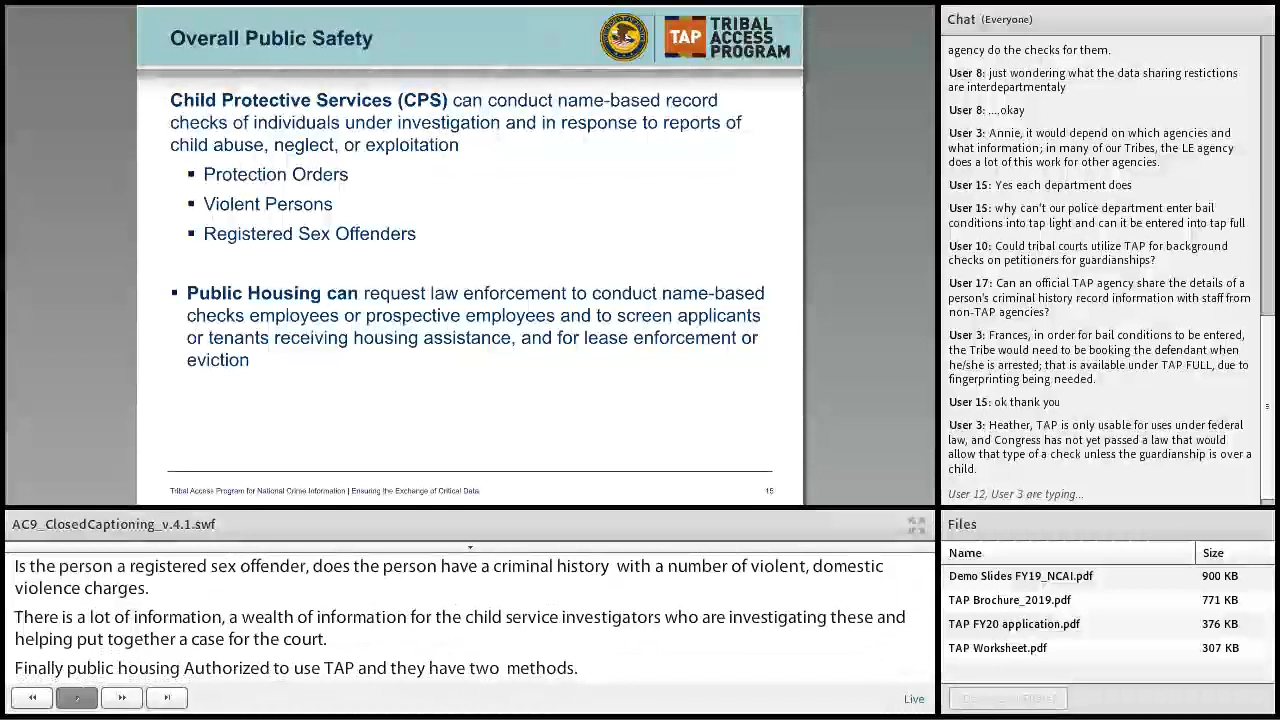 Overall Public Safety
TAP
TRIBAL
ACCESS
PROGRAM
Child Protective Services (CPS) can conduct name-based record
checks of individuals under investigation and in response to reports of
child abuse, neglect, or exploitation
▪ Protection Orders
▪ Violent Persons
▪ Registered Sex Offenders
▪ Public Housing can request law enforcement to conduct name-based
checks employees or prospective employees and to screen applicants
or tenants receiving housing assistance, and for lease enforcement or
eviction
Tribal Access Program for National Crime Information | Ensuring the Exchange of Critical Data
15
Chat (Everyone)
agency do the checks for them.
User 8: just wondering what the data sharing restictions
are interdepartmentaly
User 8: ....okay
User 3: Annie, it would depend on which agencies and
what information; in many of our Tribes, the LE agency
does a lot of this work for other agencies.
User 15: Yes each department does
User 15: why can't our police department enter bail
conditions into tap light and can it be entered into tap full
User 10: Could tribal courts utilize TAP for background
checks on petitioners for guardianships?
User 17: Can an official TAP agency share the details of a
person's criminal history record information with staff from
non-TAP agencies?
User 3: Frances, in order for bail conditions to be entered,
the Tribe would need to be booking the defendant when
he/she is arrested; that is available under TAP FULL, due to
fingerprinting being needed.
User 15: ok thank you
User 3: Heather, TAP is only usable for uses under federal
law, and Congress has not yet passed a law that would
allow that type of a check unless the guardianship is over a
child.
User 12, User 3 are typing...
AC9_ClosedCaptioning_v.4.1.swf
Is the person a registered sex offender, does the person have a criminal history with a number of violent, domestic
violence charges.
There is a lot of information, a wealth of information for the child service investigators who are investigating these and
helping put together a case for the court.
Finally public housing Authorized to use TAP and they have two methods.
Live
Files
Name Size
Demo Slides FY19_NCAI.pdf 900 KB
TAP Brochure_2019.pdf 771 KB
TAP FY20 application.pdf 376 KB
TAP Worksheet.pdf 307 KB